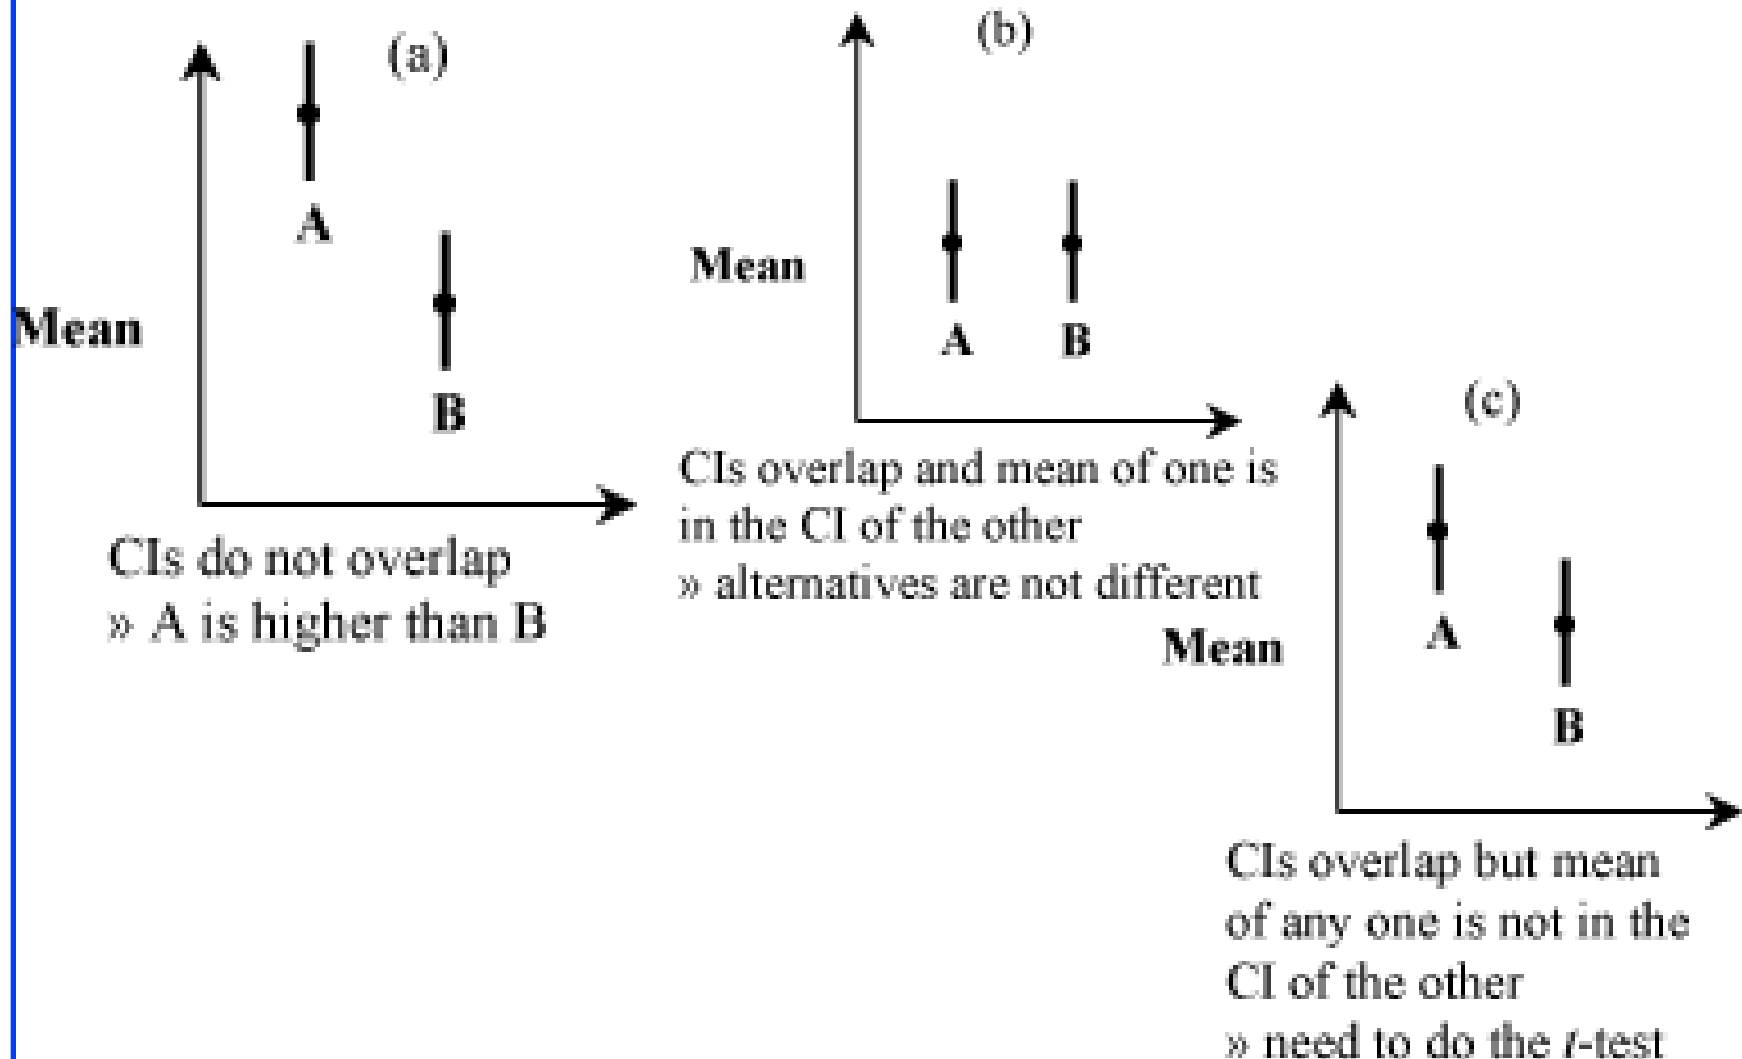 (a)
A
B
Mean
CIs do not overlap
» A is higher than B
(b)
Mean
A
B
CIs overlap and mean of one is
in the CI of the other
» alternatives are not different
(c)
A
B
Mean
CIs overlap but mean
of any one is not in the
CI of the other
» need to do the t-test